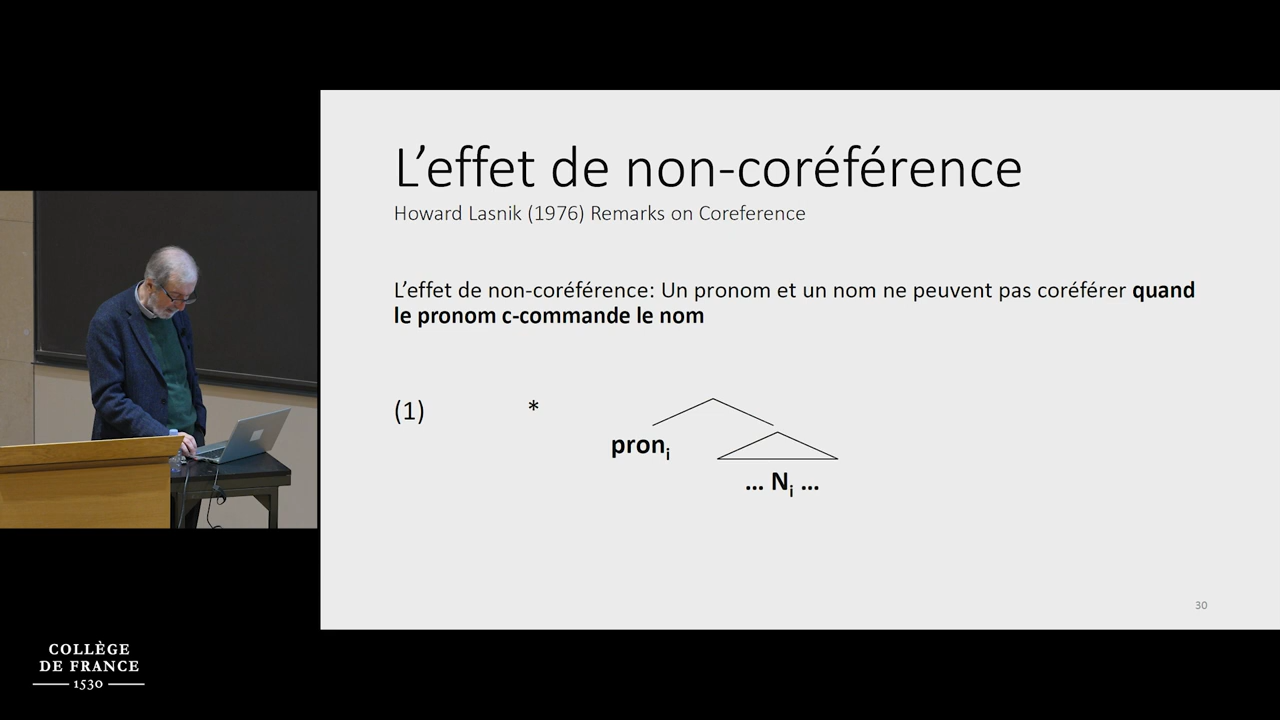 L'effet de non-coréférence
Howard Lasnik (1976) Remarks on Coreference
L'effet de non-coréférence: Un pronom et un nom ne peuvent pas coréférer quand
le pronom c-commande le nom
(1) *
pronᵢ
... Nᵢ ...
30
COLLÈGE
DE FRANCE
1530